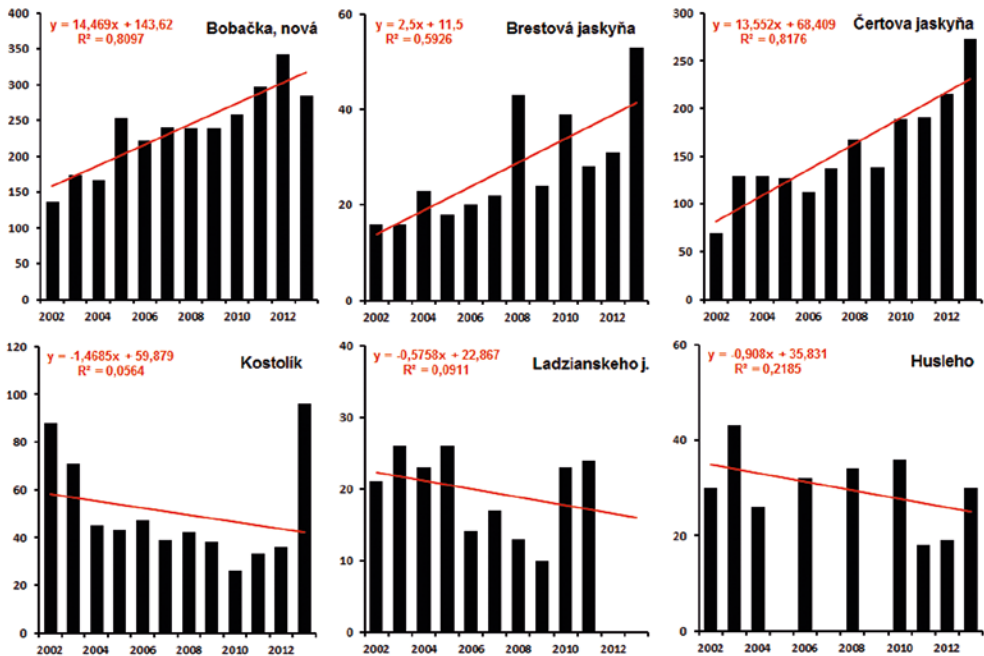 y = 14,469x + 143,62
R² = 0,8097
Bobačka, nová
400
350
300
250
200
150
100
50
0
2002 2004 2006 2008 2010 2012
y = 2,5x + 11,5
R² = 0,5926
Brestová jaskyňa
60
40
20
0
2002 2004 2006 2008 2010 2012
y = 13,552x + 68,409
R² = 0,8176
Čertova jaskyňa
300
250
200
150
100
50
0
2002 2004 2006 2008 2010 2012
y = -1,4685x + 59,879
R² = 0,0564
Kostolík
120
100
80
60
40
20
0
2002 2004 2006 2008 2010 2012
y = -0,5758x + 22,867
R² = 0,0911
Ladzianskeho j.
40
30
20
10
0
2002 2004 2006 2008 2010 2012
y = -0,908x + 35,831
R² = 0,2185
Husleho
60
40
20
0
2002 2004 2006 2008 2010 2012